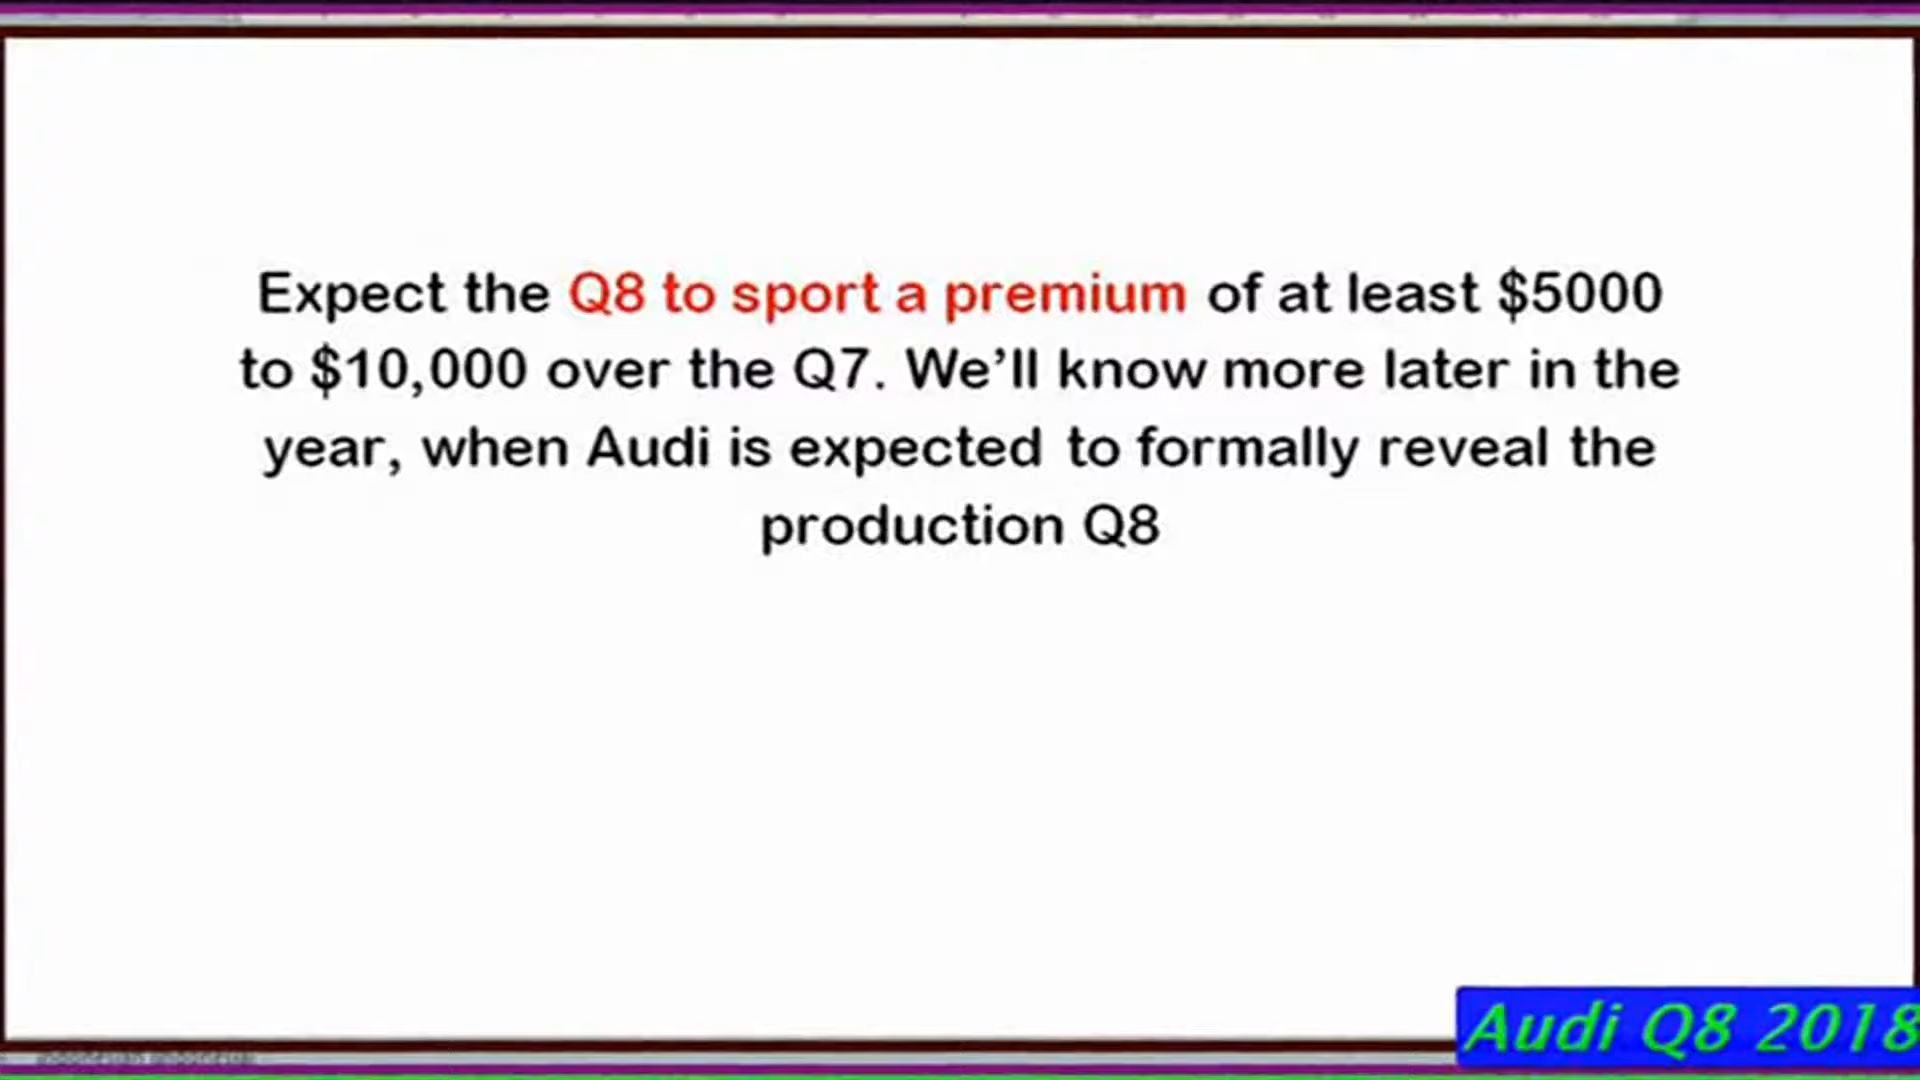 Expect the Q8 to sport a premium of at least $5000
to $10,000 over the Q7. We’ll know more later in the
year, when Audi is expected to formally reveal the
production Q8
Audi Q8 2018